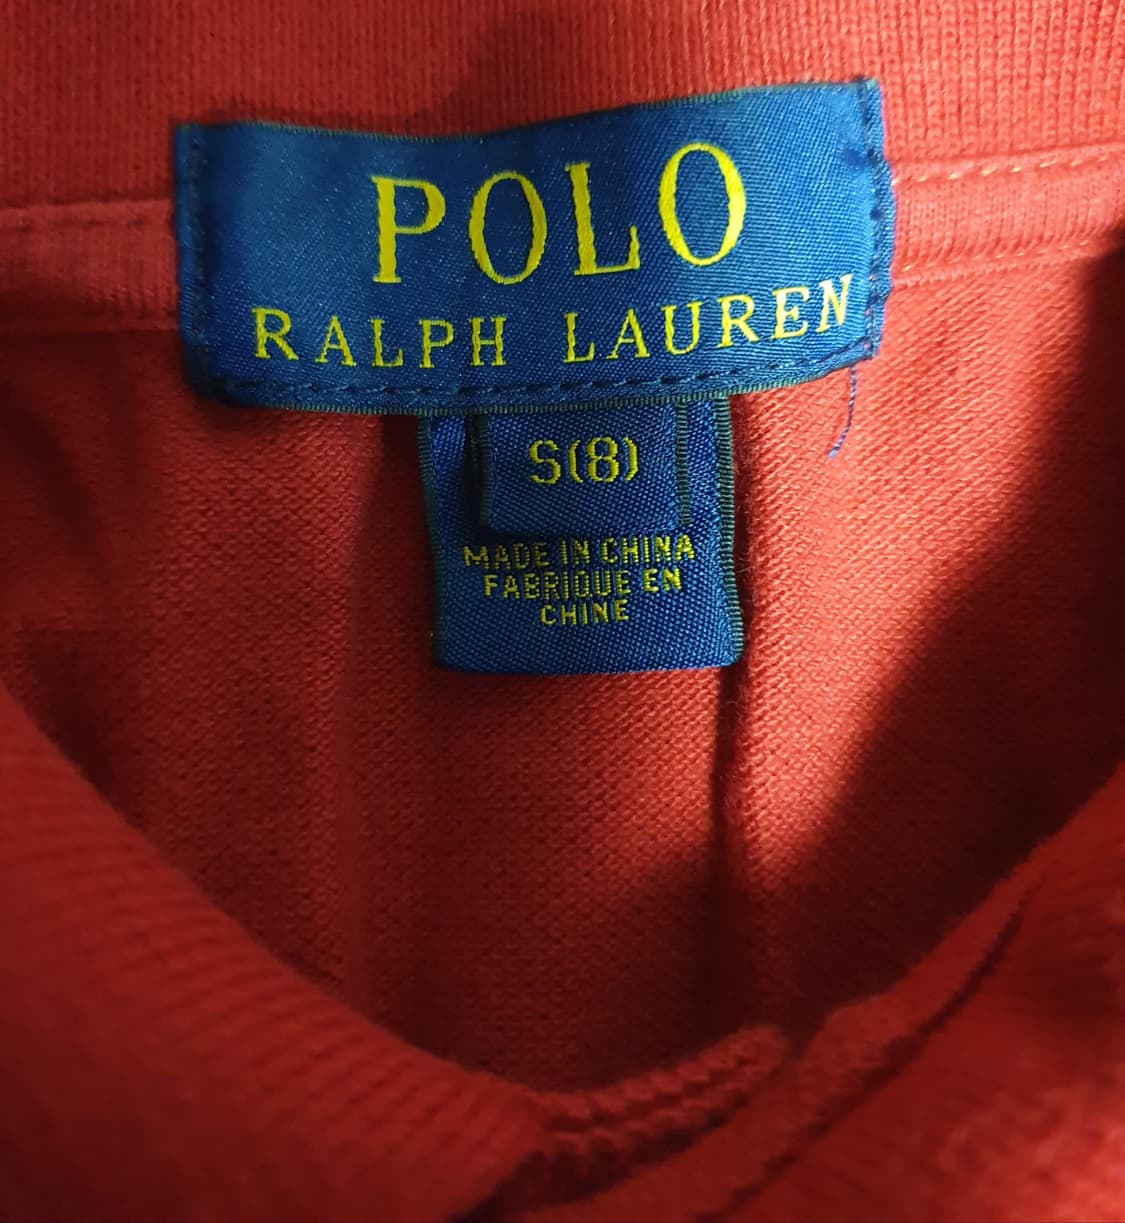 POLO
RALPH LAUREN
S(8)
MADE IN CHINA
FABRIQUE EN
CHINE